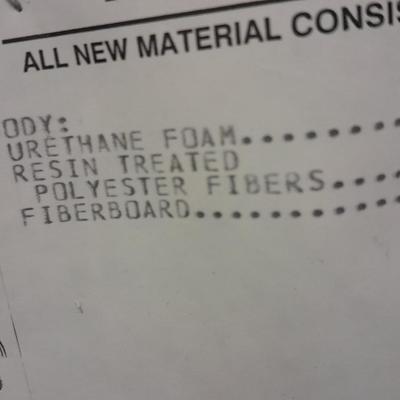 ALL NEW MATERIAL CONSIS
ODY:
URETHANE FOAM........
RESIN TREATED
POLYESTER FIBERS....
FIBERBOARD............